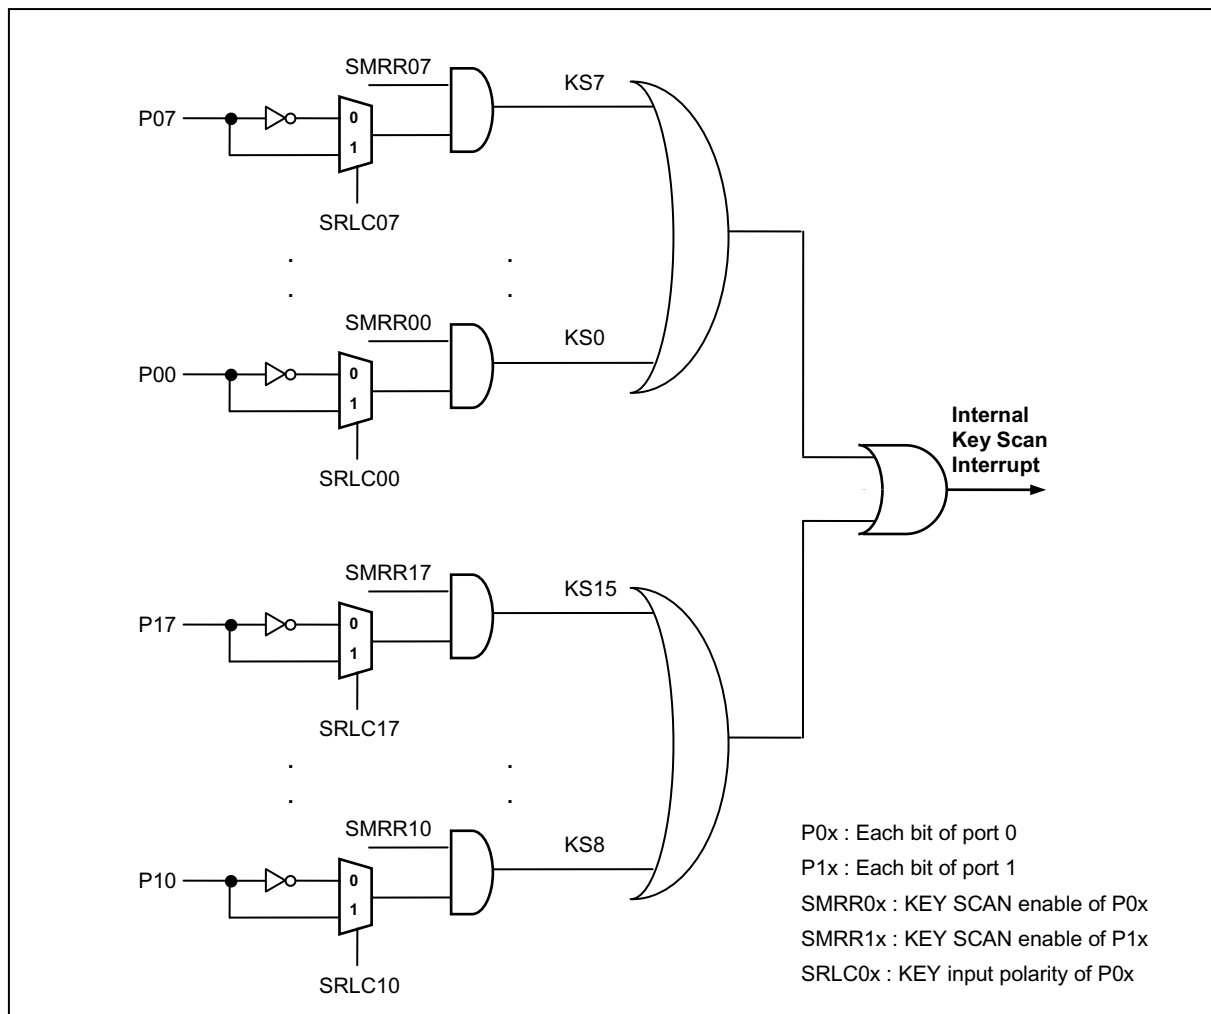 SMRR07
KS7
P07
0
1
SRLC07
SMRR00
KS0
P00
0
1
SRLC00
Internal
Key Scan
Interrupt
SMRR17
KS15
P17
0
1
SRLC17
SMRR10
KS8
P10
0
1
SRLC10
P0x : Each bit of port 0
P1x : Each bit of port 1
SMRR0x : KEY SCAN enable of P0x
SMRR1x : KEY SCAN enable of P1x
SRLC0x : KEY input polarity of P0x